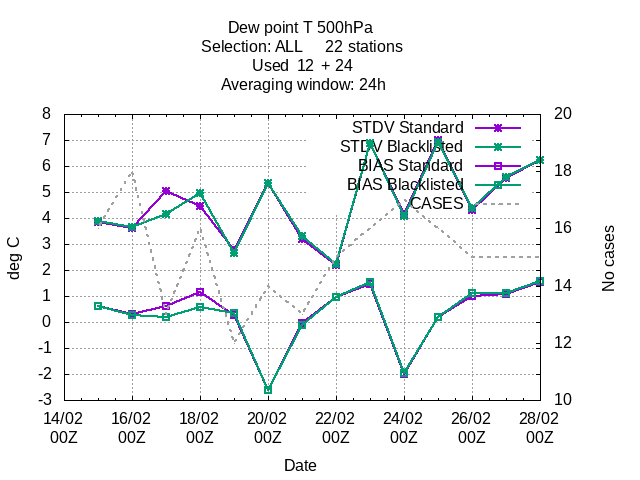 Dew point T 500hPa
Selection: ALL 22 stations
Used 12 + 24
Averaging window: 24h
8 20
STDV Standard
7
STDV Blacklisted
6 BIAS Standard 18
BIAS Blacklisted
5
CASES
4 16
3
deg C
No cases
2
1 14
0
-1 12
-2
-3 10
14/02 16/02 18/02 20/02 22/02 24/02 26/02 28/02
00Z 00Z 00Z 00Z 00Z 00Z 00Z 00Z
Date